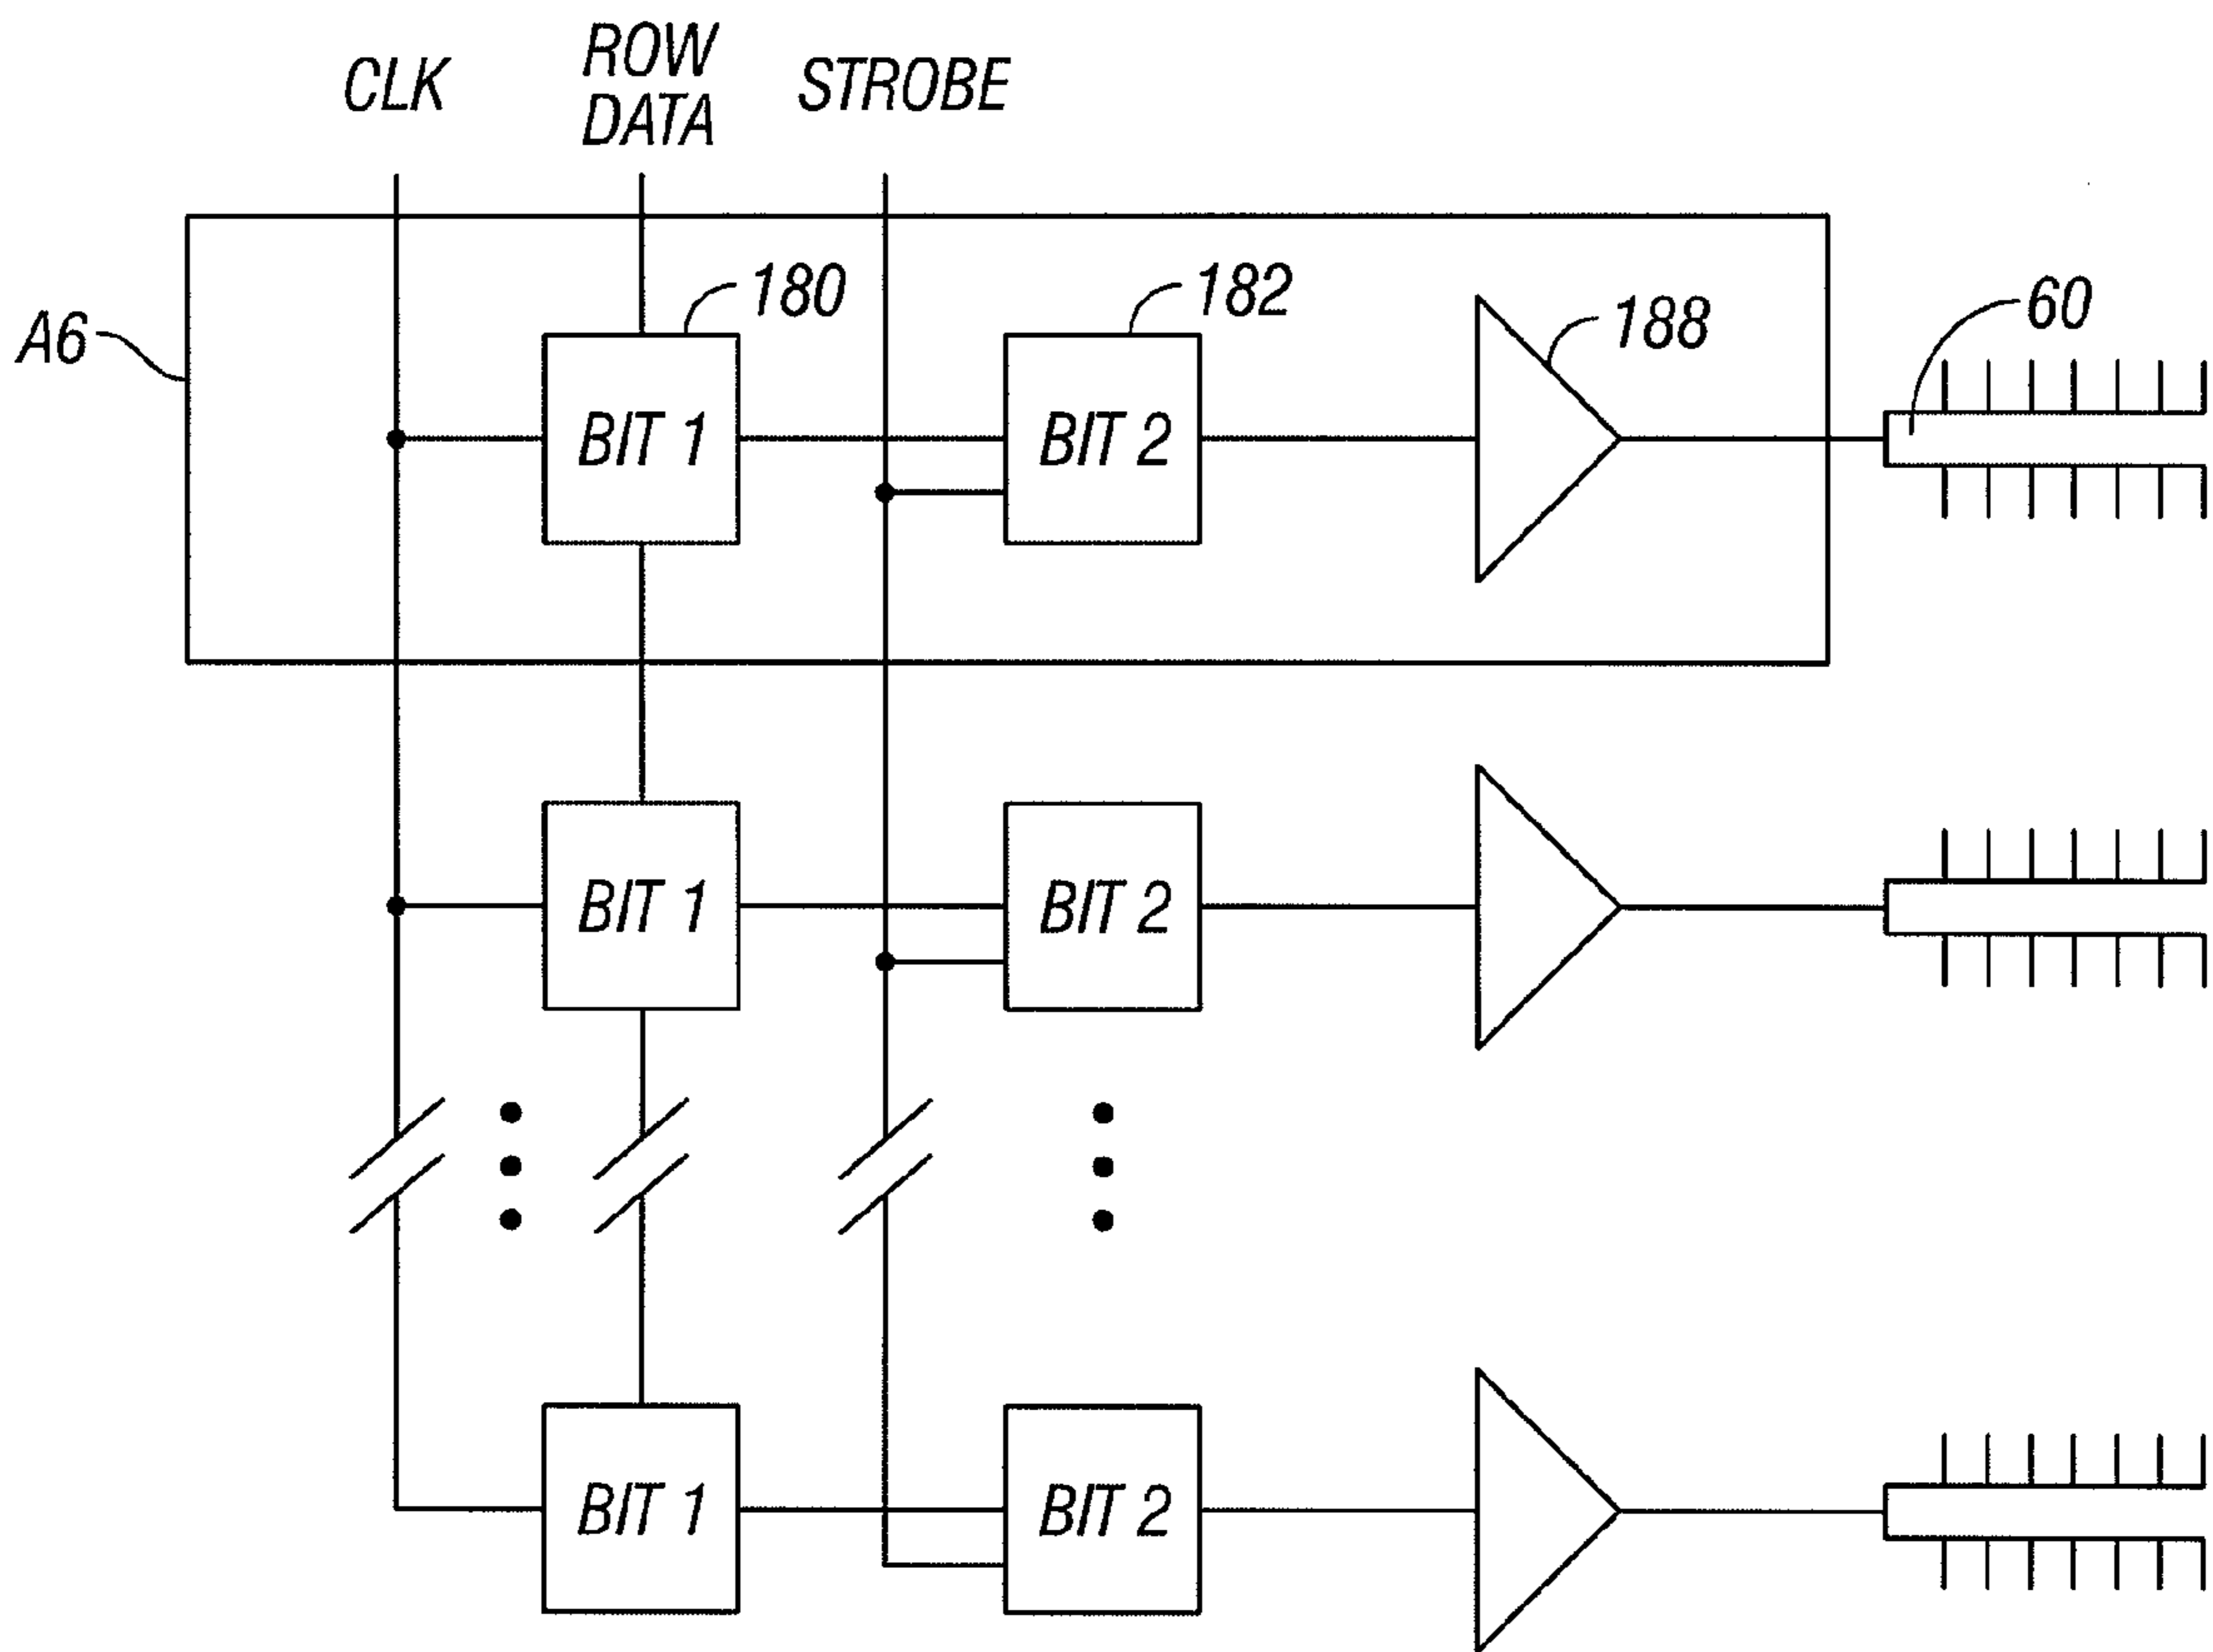 CLK
ROW
DATA
STROBE
180
182
188
60
A6
BIT 1
BIT 2
BIT 1
BIT 2
BIT 1
BIT 2